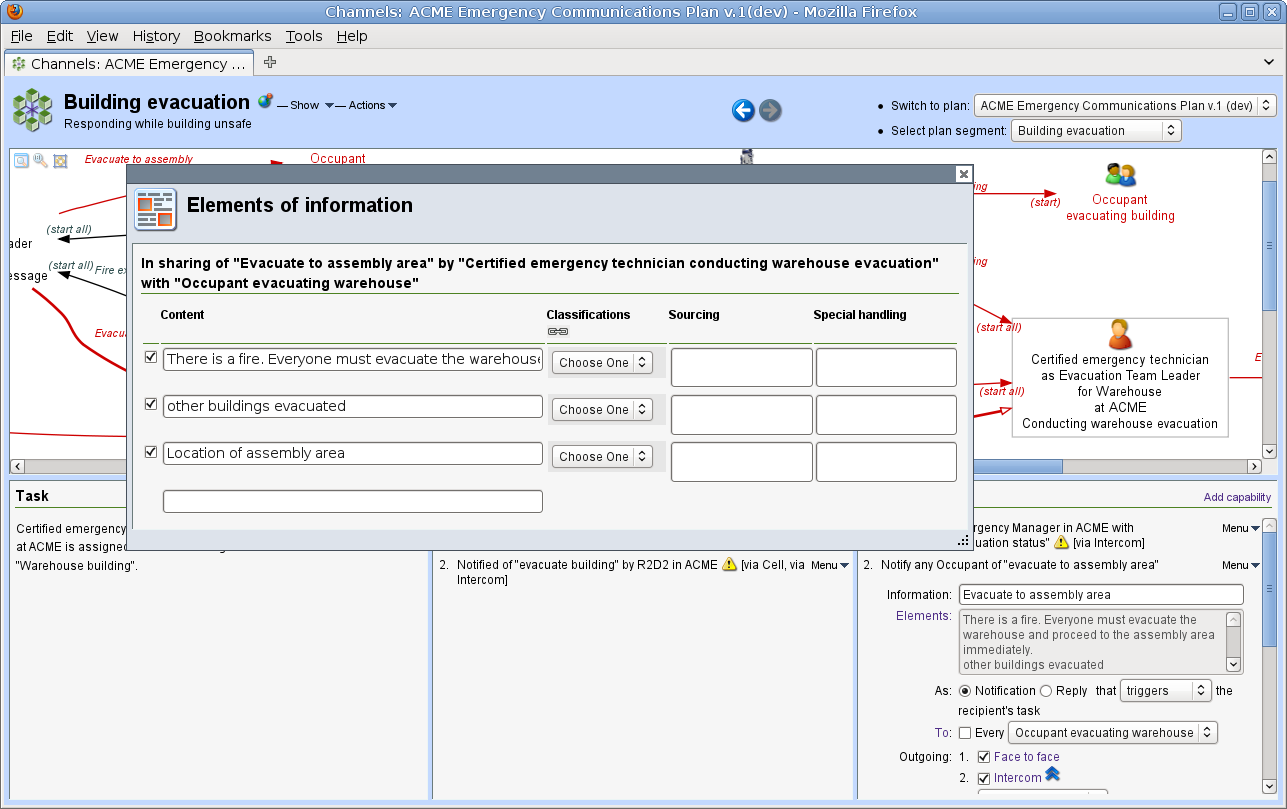 Channels: ACME Emergency Communications Plan v.1(dev) - Mozilla Firefox
File Edit View History Bookmarks Tools Help
Channels: ACME Emergency ...
Building evacuation — Show — Actions
Responding while building unsafe
• Switch to plan: ACME Emergency Communications Plan v.1 (dev)
• Select plan segment: Building evacuation
Evacuate to assembly
Occupant
(start all)
ader
(start all)
Fire
essage
(start)
Occupant
evacuating building
ing
ing
(start all)
Certified emergency technician
as Evacuation Team Leader
for Warehouse
at ACME
Conducting warehouse evacuation
(start all)
E
Elements of information
In sharing of "Evacuate to assembly area" by "Certified emergency technician conducting warehouse evacuation"
with "Occupant evacuating warehouse"
Content Classifications Sourcing Special handling
There is a fire. Everyone must evacuate the warehouse Choose One
other buildings evacuated Choose One
Location of assembly area Choose One
Task
Certified emergency
at ACME is assigned
"Warehouse building".
2. Notified of "evacuate building" by R2D2 in ACME [via Cell, via Menu
Intercom]
Add capability
rgency Manager in ACME with Menu
uation status" [via Intercom]
2. Notify any Occupant of "evacuate to assembly area" Menu
Information: Evacuate to assembly area
Elements: There is a fire. Everyone must evacuate the
warehouse and proceed to the assembly area
immediately.
other buildings evacuated
As: Notification Reply that triggers the
recipient's task
To: Every Occupant evacuating warehouse
Outgoing: 1. Face to face
2. Intercom